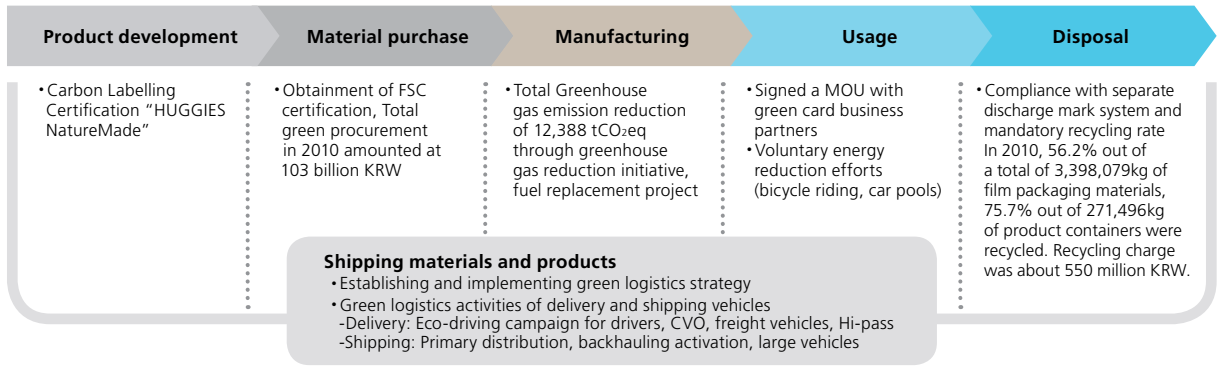 Product development
Material purchase
Manufacturing
Usage
Disposal
• Carbon Labelling
Certification “HUGGIES
NatureMade”
• Obtainment of FSC
certification, Total
green procurement
in 2010 amounted at
103 billion KRW
• Total Greenhouse
gas emission reduction
of 12,388 tCO₂eq
through greenhouse
gas reduction initiative,
fuel replacement project
• Signed a MOU with
green card business
partners
• Voluntary energy
reduction efforts
(bicycle riding, car pools)
• Compliance with separate
discharge mark system and
mandatory recycling rate
In 2010, 56.2% out of
a total of 3,398,079kg of
film packaging materials,
75.7% out of 271,496kg
of product containers were
recycled. Recycling charge
was about 550 million KRW.
Shipping materials and products
• Establishing and implementing green logistics strategy
• Green logistics activities of delivery and shipping vehicles
-Delivery: Eco-driving campaign for drivers, CVO, freight vehicles, Hi-pass
-Shipping: Primary distribution, backhauling activation, large vehicles